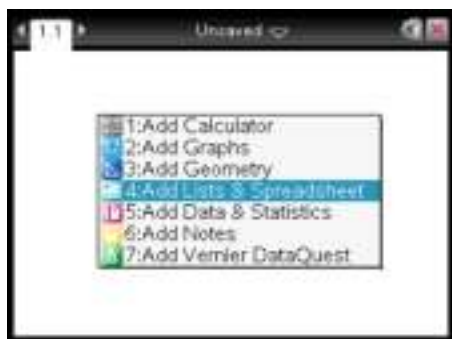 1.1 Unsaved
1:Add Calculator
2:Add Graphs
3:Add Geometry
4:Add Lists & Spreadsheet
5:Add Data & Statistics
6:Add Notes
7:Add Vernier DataQuest